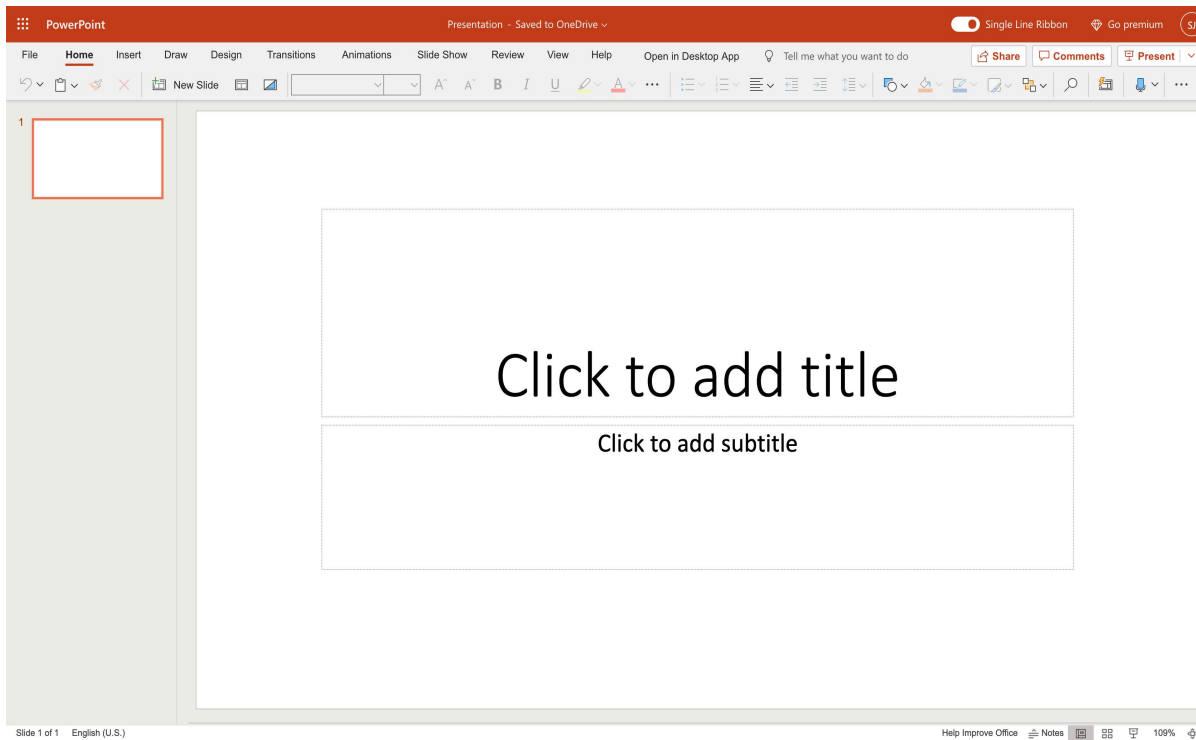 PowerPoint
Presentation - Saved to OneDrive
Single Line Ribbon
Go premium
SJ
File Home Insert Draw Design Transitions Animations Slide Show Review View Help Open in Desktop App Tell me what you want to do Share Comments Present
New Slide A A B I U A
1
Click to add title
Click to add subtitle
Slide 1 of 1 English (U.S.) Help Improve Office Notes 109%